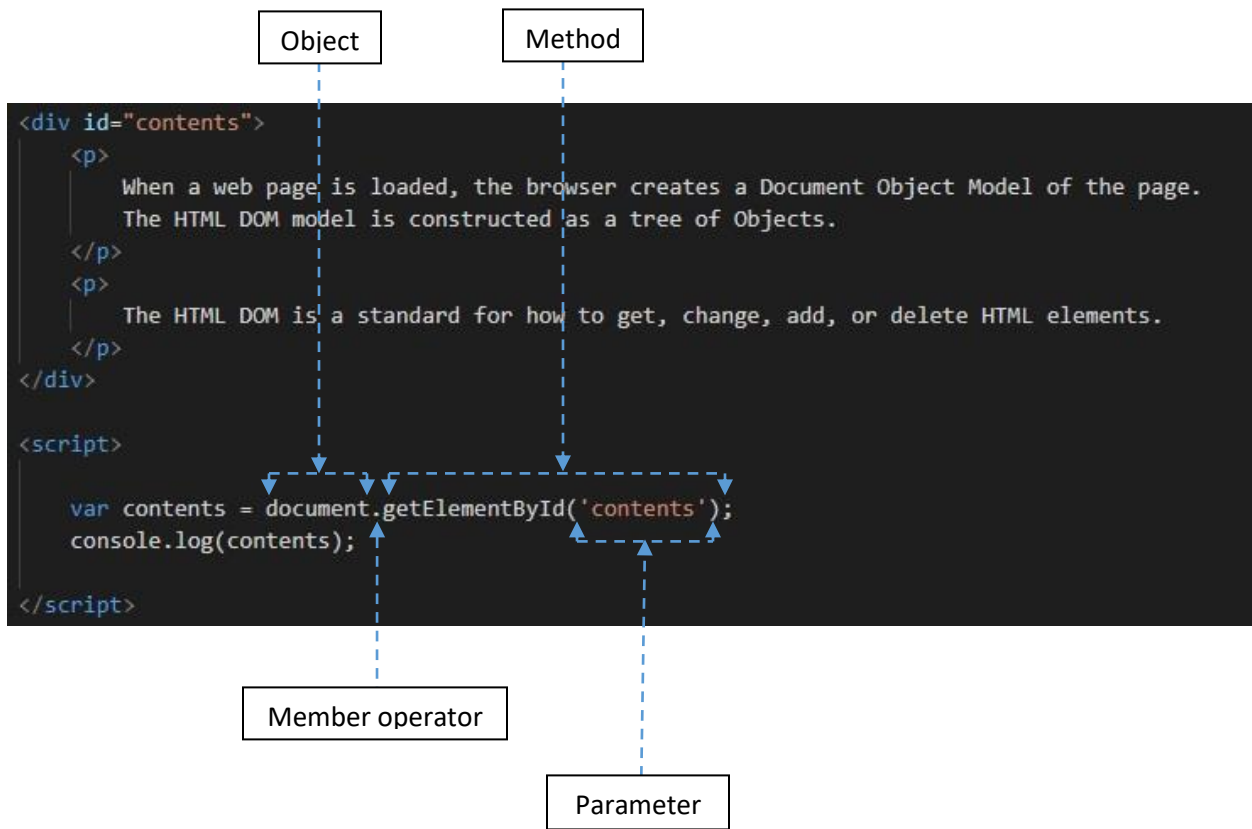 Object
Method
<div id="contents">
<p>
When a web page is loaded, the browser creates a Document Object Model of the page.
The HTML DOM model is constructed as a tree of Objects.
</p>
<p>
The HTML DOM is a standard for how to get, change, add, or delete HTML elements.
</p>
</div>
<script>
var contents = document.getElementById('contents');
console.log(contents);
</script>
Member operator
Parameter